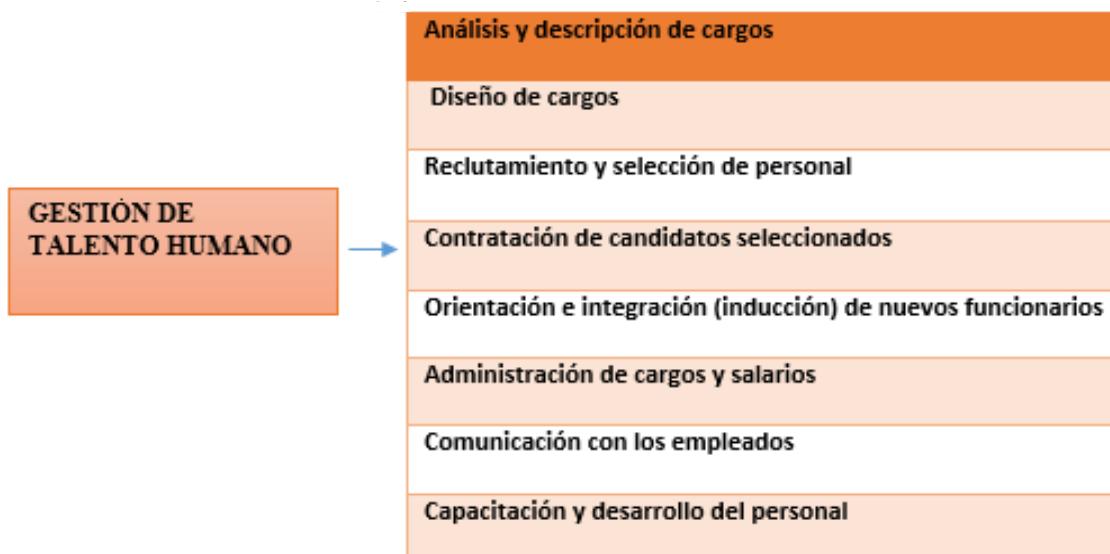 GESTIÓN DE
TALENTO HUMANO
Análisis y descripción de cargos
Diseño de cargos
Reclutamiento y selección de personal
Contratación de candidatos seleccionados
Orientación e integración (inducción) de nuevos funcionarios
Administración de cargos y salarios
Comunicación con los empleados
Capacitación y desarrollo del personal